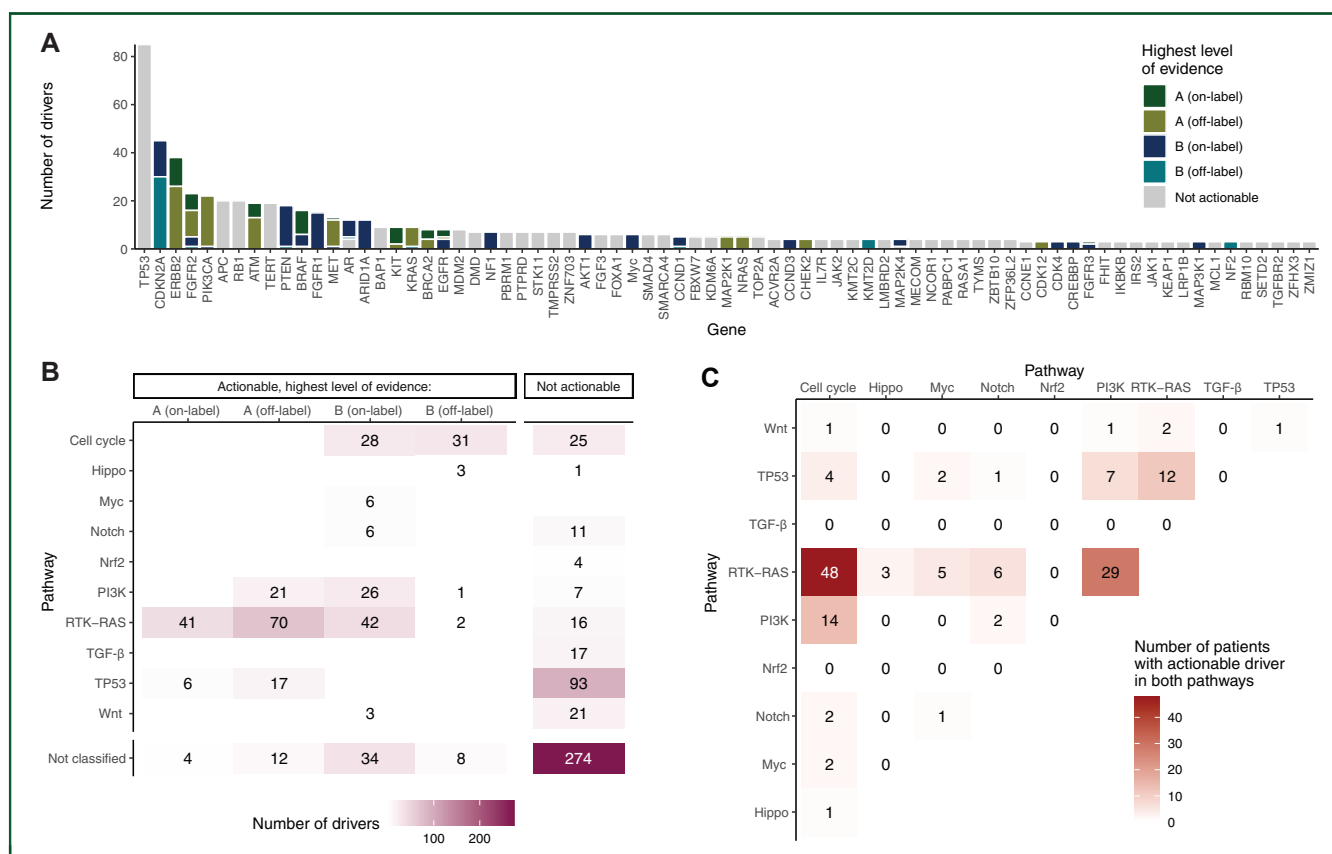 A
Number of drivers
80
60
40
20
0
TP53
CDKN2A
ERBB2
FGFR2
PIK3CA
APC
RB1
ATM
TERT
PTEN
BRAF
FGFR1
MET
AR
ARID1A
BAP1
KIT
KRAS
BRCA2
EGFR
MDM2
DMD
NF1
PBRM1
PTPRD
STK11
TMPRSS2
ZNF703
AKT1
FGF3
FOXA1
Myc
SMAD4
SMARCA4
CCND1
FBXW7
KDM6A
MAP2K1
NRAS
TOP2A
ACVR2A
CCND3
CHEK2
IL7R
JAK2
KMT2C
KMT2D
LMBRD2
MAP2K4
MECOM
NCOR1
PABPC1
RASA1
TYMS
ZBTB10
ZFP36L2
CCNE1
CDK12
CDK4
CREBBP
FGFR3
FHIT
IKBKB
IRS2
JAK1
KEAP1
LRP1B
MAP3K1
MCL1
NF2
RBM10
SETD2
TGFBR2
ZFHX3
ZMIZ1
Gene
Highest level
of evidence
A (on-label)
A (off-label)
B (on-label)
B (off-label)
Not actionable
B
Actionable, highest level of evidence: Not actionable
A (on-label) A (off-label) B (on-label) B (off-label)
Pathway
Cell cycle 28 31 25
Hippo 3 1
Myc 6
Notch 6 11
Nrf2 4
PI3K 21 26 1 7
RTK−RAS 41 70 42 2 16
TGF-β 17
TP53 6 17 93
Wnt 3 21
Not classified 4 12 34 8 274
Number of drivers
100 200
C
Pathway
Cell cycle Hippo Myc Notch Nrf2 PI3K RTK−RAS TGF-β TP53
Pathway
Wnt 1 0 0 0 0 1 2 0 1
TP53 4 0 2 1 0 7 12 0
TGF-β 0 0 0 0 0 0 0
RTK−RAS 48 3 5 6 0 29
PI3K 14 0 0 2 0
Nrf2 0 0 0 0
Notch 2 0 1
Myc 2 0
Hippo 1
Number of patients
with actionable driver
in both pathways
40
30
20
10
0